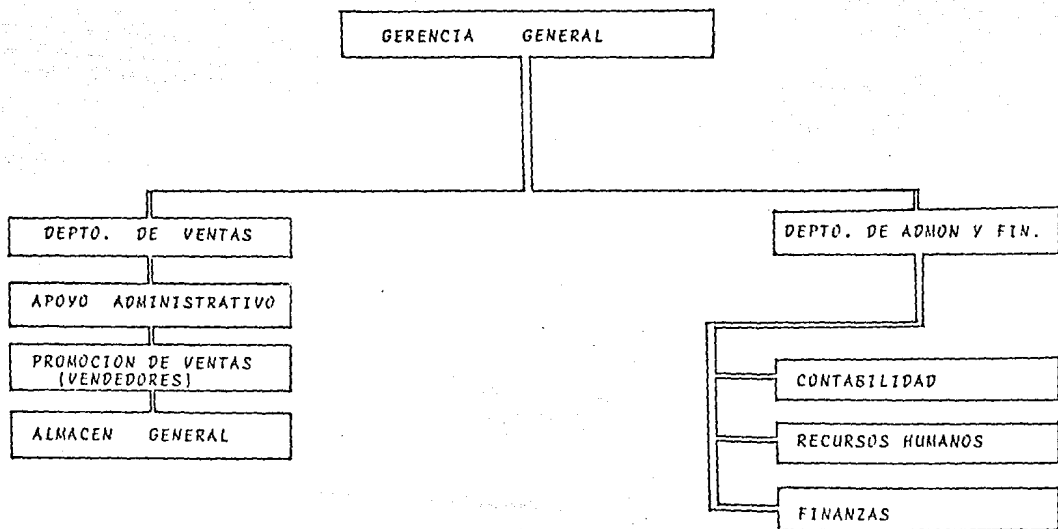 GERENCIA GENERAL
DEPTO. DE VENTAS
APOYO ADMINISTRATIVO
PROMOCION DE VENTAS
(VENDEDORES)
ALMACEN GENERAL
DEPTO. DE ADMON Y FIN.
CONTABILIDAD
RECURSOS HUMANOS
FINANZAS